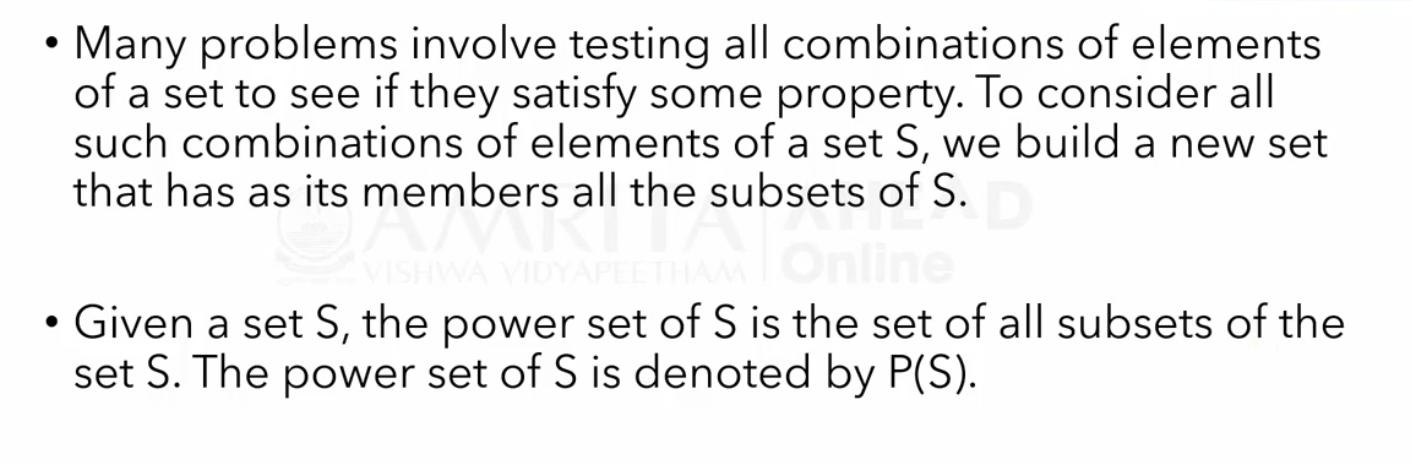 • Many problems involve testing all combinations of elements
of a set to see if they satisfy some property. To consider all
such combinations of elements of a set S, we build a new set
that has as its members all the subsets of S.
AMRITA AHEAD
VISHWA VIDYAPEETHAM Online
• Given a set S, the power set of S is the set of all subsets of the
set S. The power set of S is denoted by P(S).